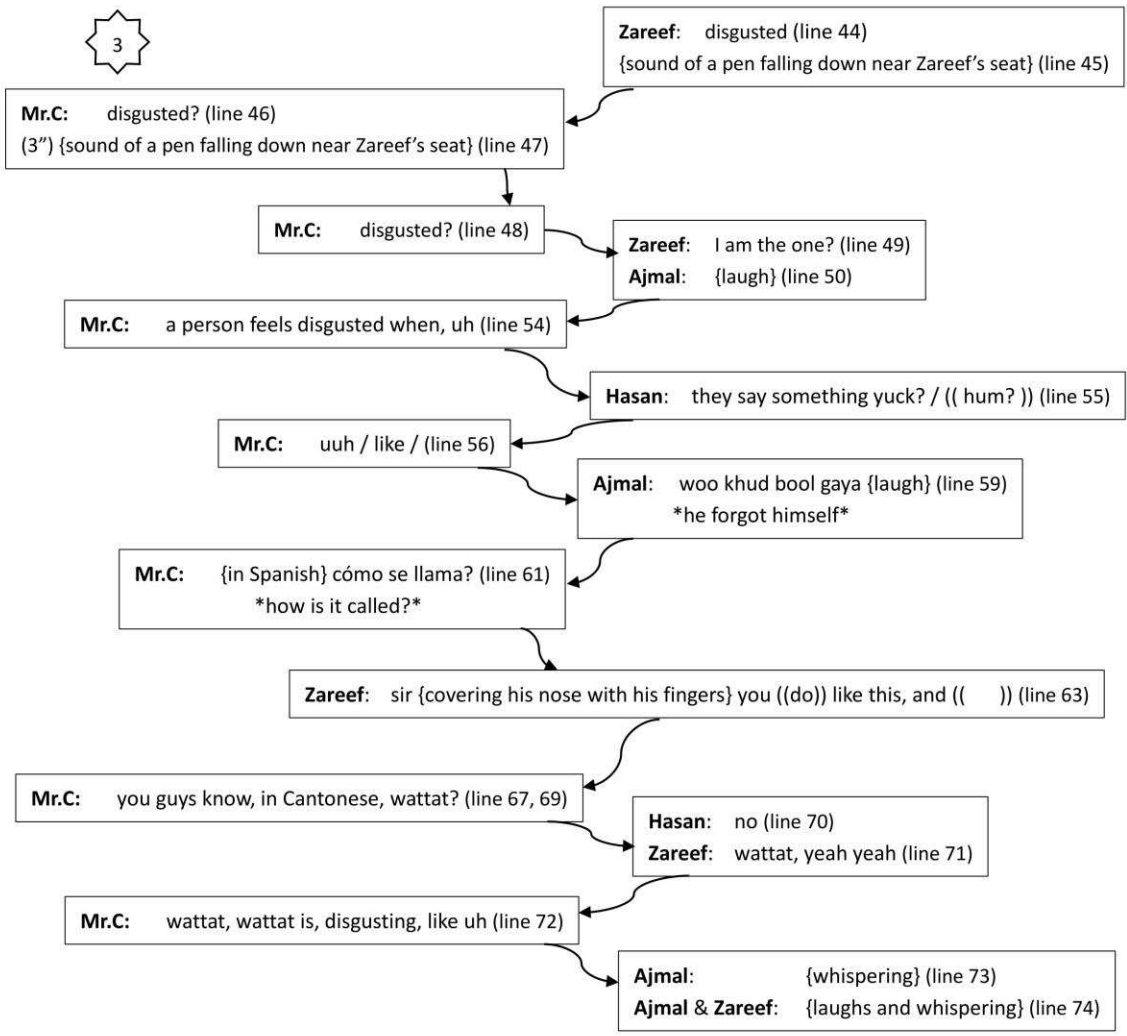 3
Zareef: disgusted (line 44)
{sound of a pen falling down near Zareef’s seat} (line 45)
Mr.C: disgusted? (line 46)
(3”) {sound of a pen falling down near Zareef’s seat} (line 47)
Mr.C: disgusted? (line 48)
Zareef: I am the one? (line 49)
Ajmal: {laugh} (line 50)
Mr.C: a person feels disgusted when, uh (line 54)
Hasan: they say something yuck? / (( hum? )) (line 55)
Mr.C: uuh / like / (line 56)
Ajmal: woo khud bool gaya {laugh} (line 59)
*he forgot himself*
Mr.C: {in Spanish} cómo se llama? (line 61)
*how is it called?*
Zareef: sir {covering his nose with his fingers} you ((do)) like this, and (( )) (line 63)
Mr.C: you guys know, in Cantonese, wattat? (line 67, 69)
Hasan: no (line 70)
Zareef: wattat, yeah yeah (line 71)
Mr.C: wattat, wattat is, disgusting, like uh (line 72)
Ajmal: {whispering} (line 73)
Ajmal & Zareef: {laughs and whispering} (line 74)